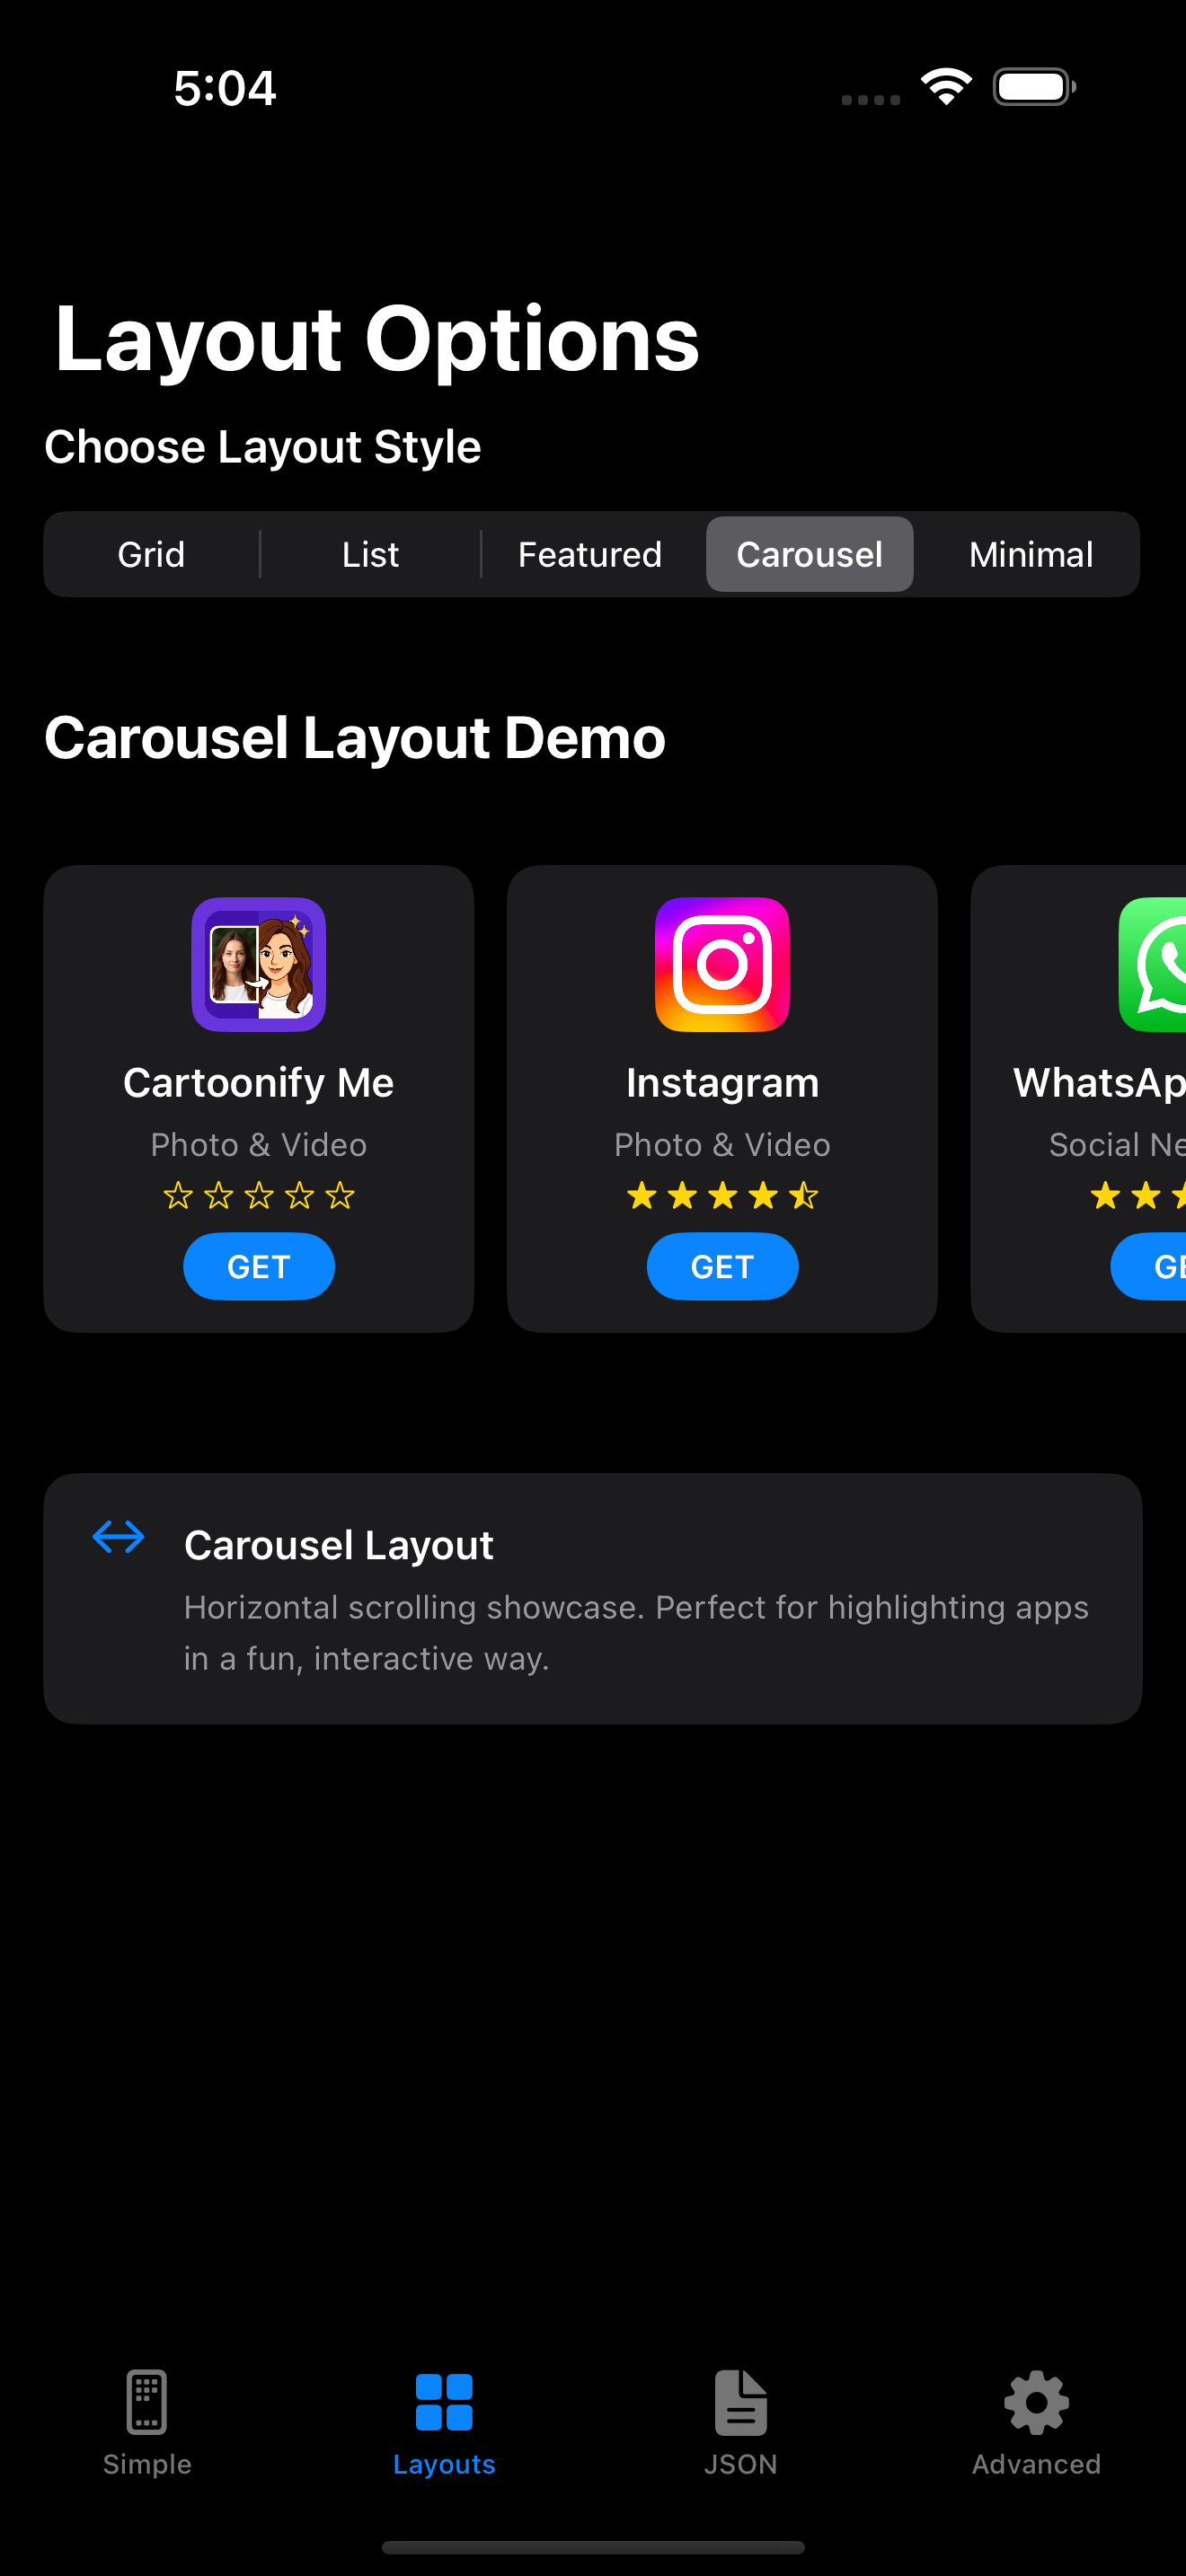 5:04
Layout Options
Choose Layout Style
Grid List Featured Carousel Minimal
Carousel Layout Demo
Cartoonify Me Instagram WhatsAp
Photo & Video Photo & Video Social Ne
GET GET GE
Carousel Layout
Horizontal scrolling showcase. Perfect for highlighting apps
in a fun, interactive way.
Simple Layouts JSON Advanced